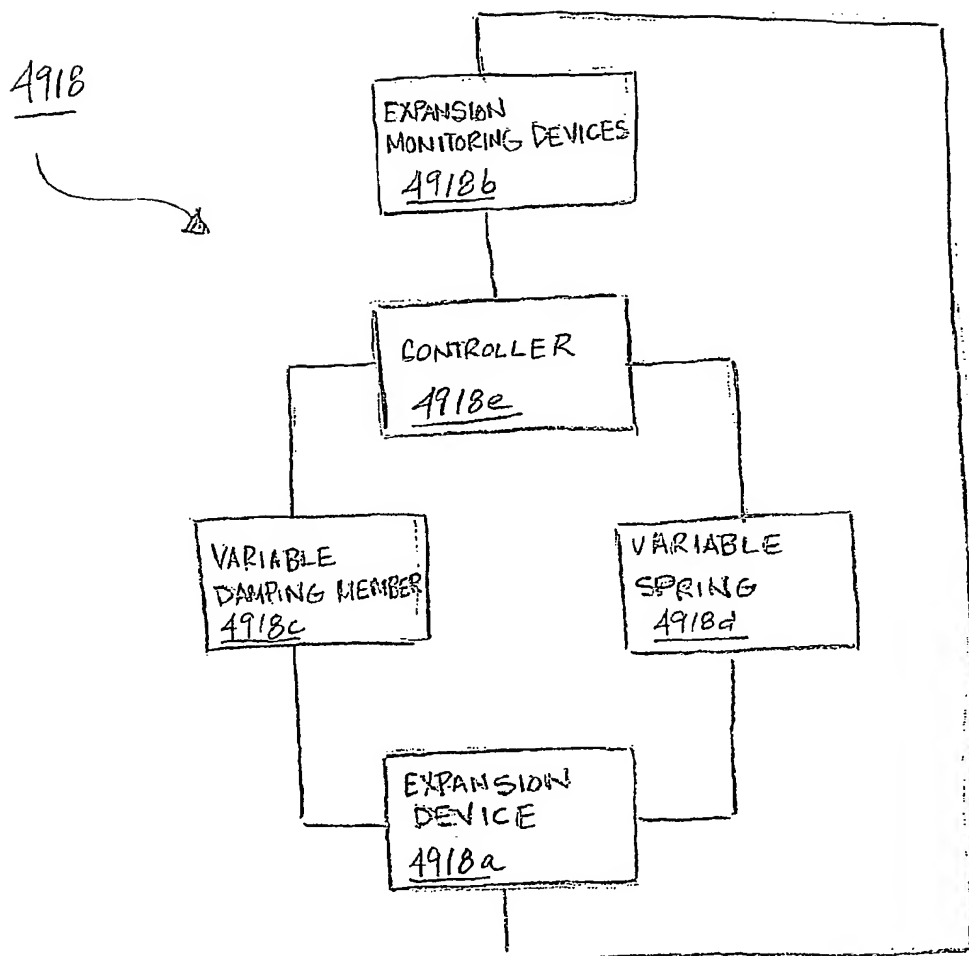 4918
EXPANSION
MONITORING DEVICES
4918b
CONTROLLER
4918e
VARIABLE
DAMPING MEMBER
4918c
VARIABLE
SPRING
4918d
EXPANSION
DEVICE
4918a